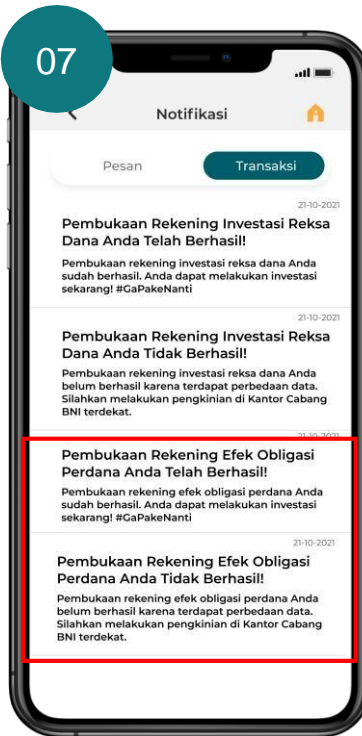 07
Notifikasi
Pesan
Transaksi
21-10-2021
Pembukaan Rekening Investasi Reksa
Dana Anda Telah Berhasil!
Pembukaan rekening investasi reksa dana Anda
sudah berhasil. Anda dapat melakukan investasi
sekarang! #GaPakeNanti
21-10-2021
Pembukaan Rekening Investasi Reksa
Dana Anda Tidak Berhasil!
Pembukaan rekening investasi reksa dana Anda
belum berhasil karena terdapat perbedaan data.
Silahkan melakukan pengkinian di Kantor Cabang
BNI terdekat.
21-10-2021
Pembukaan Rekening Efek Obligasi
Perdana Anda Telah Berhasil!
Pembukaan rekening efek obligasi perdana Anda
sudah berhasil. Anda dapat melakukan investasi
sekarang! #GaPakeNanti
21-10-2021
Pembukaan Rekening Efek Obligasi
Perdana Anda Tidak Berhasil!
Pembukaan rekening efek obligasi perdana Anda
belum berhasil karena terdapat perbedaan data.
Silahkan melakukan pengkinian di Kantor Cabang
BNI terdekat.